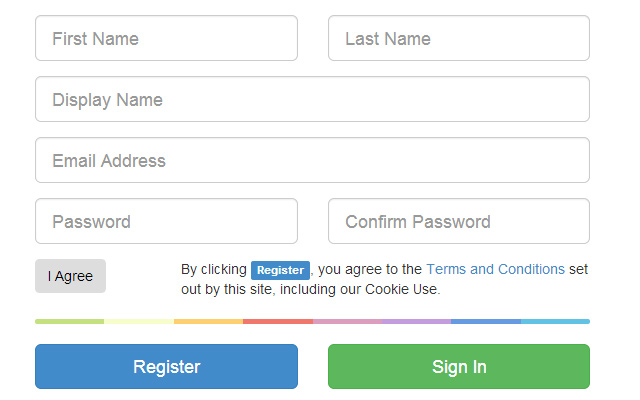 First Name Last Name
Display Name
Email Address
Password Confirm Password
I Agree By clicking Register, you agree to the Terms and Conditions set
out by this site, including our Cookie Use.
Register Sign In